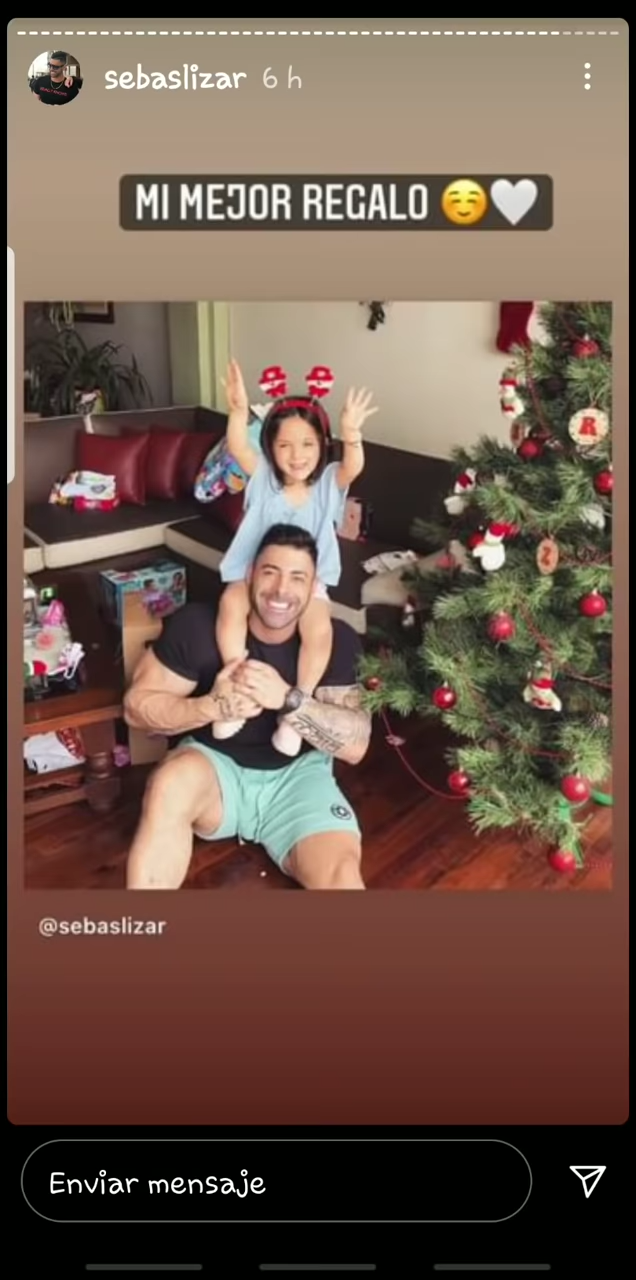 sebaslizar 6 h
MI MEJOR REGALO ☺️🤍
R
@sebaslizar
Enviar mensaje